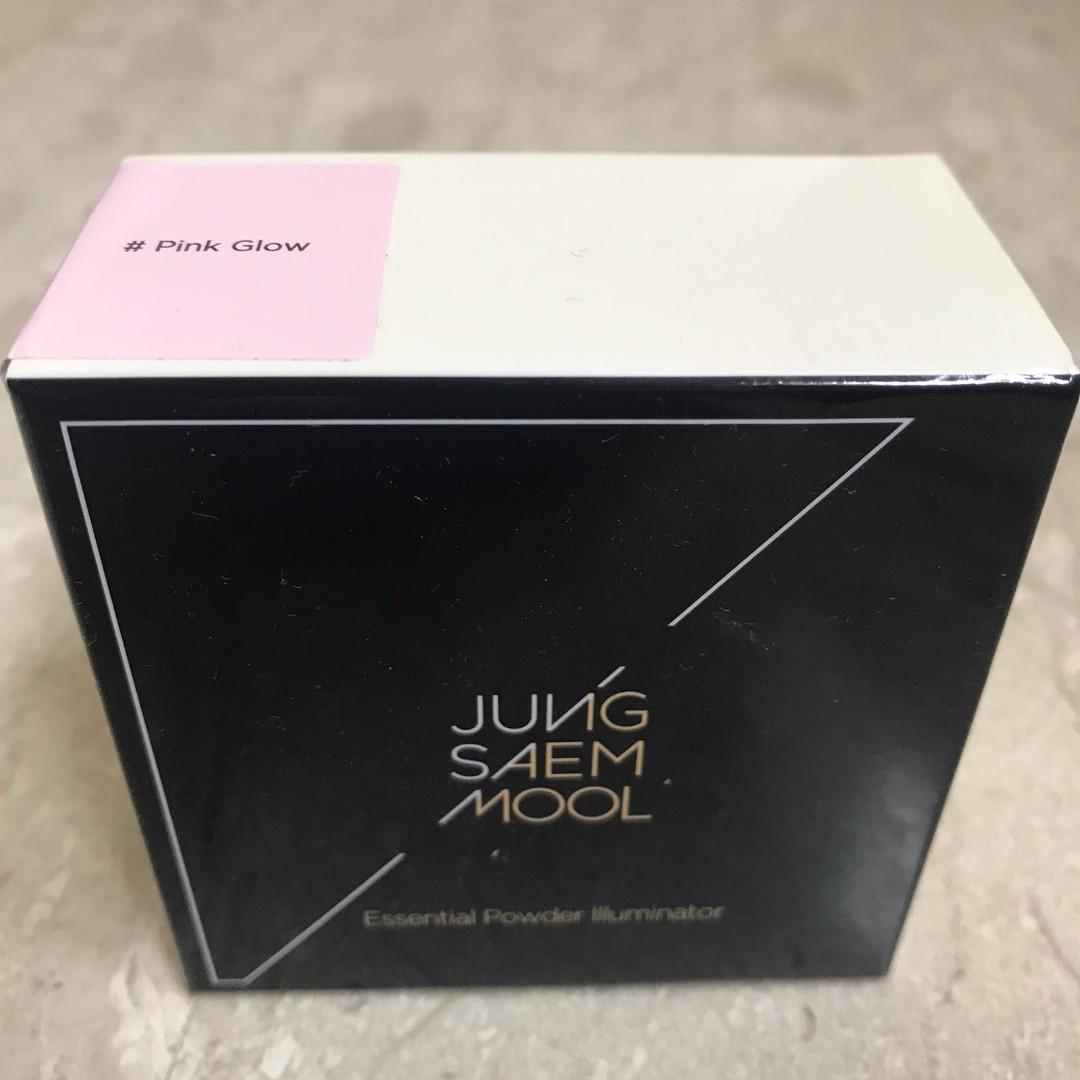 # Pink Glow
JUNG
SAEM
MOOL
Essential Powder Illuminator